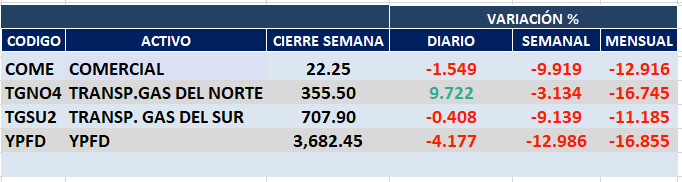 VARIACIÓN %
CODIGO ACTIVO CIERRE SEMANA DIARIO SEMANAL MENSUAL
COME COMERCIAL 22.25 -1.549 -9.919 -12.916
TGNO4 TRANSP.GAS DEL NORTE 355.50 9.722 -3.134 -16.745
TGSU2 TRANSP. GAS DEL SUR 707.90 -0.408 -9.139 -11.185
YPFD YPFD 3,682.45 -4.177 -12.986 -16.855